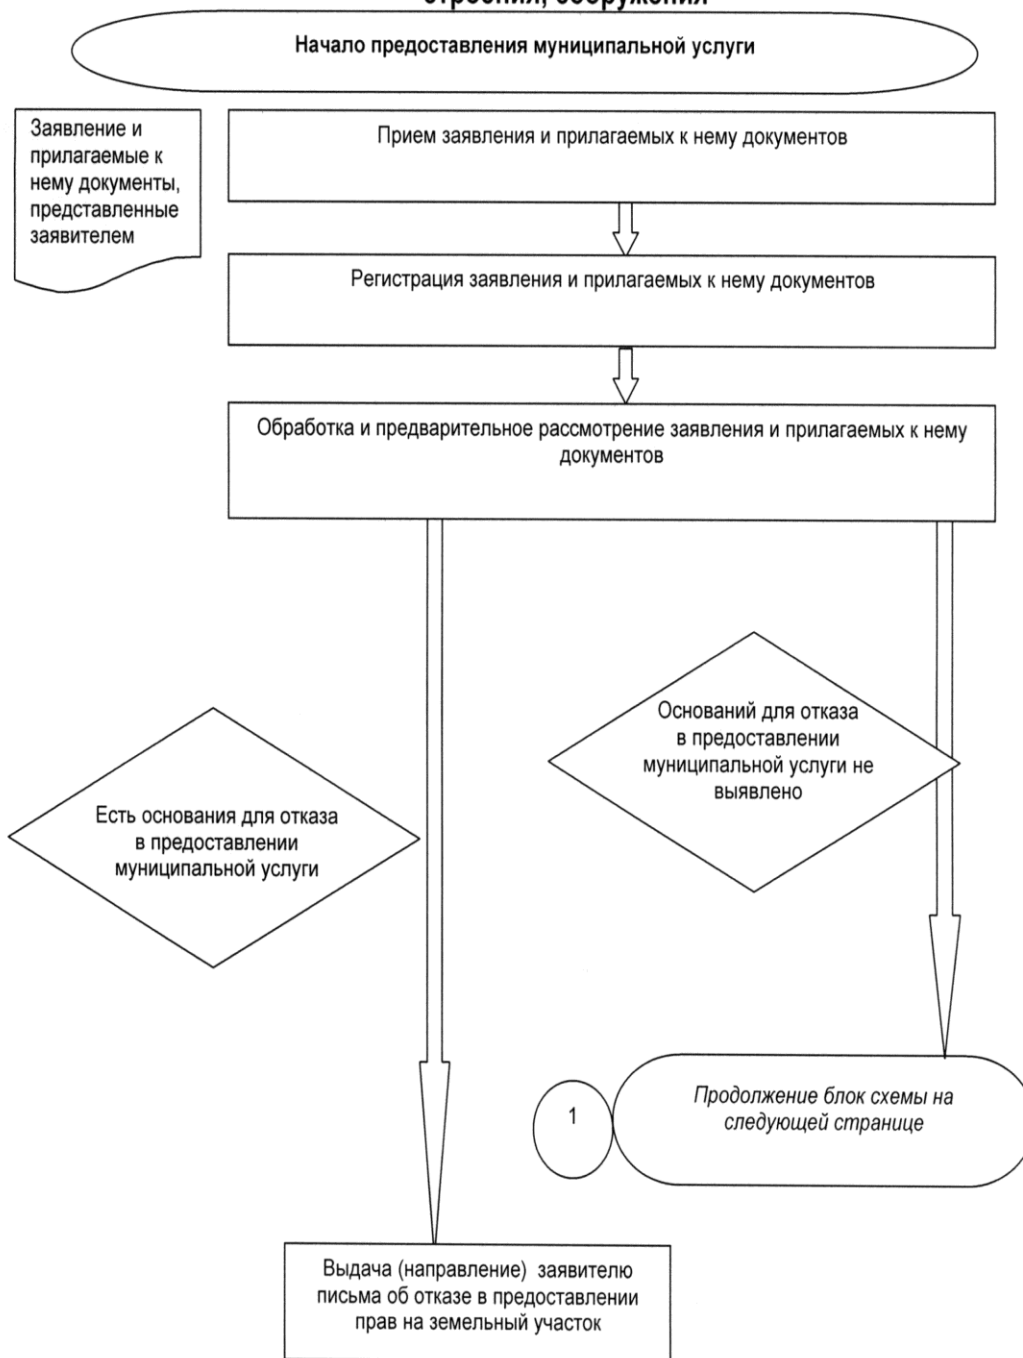 строения, сооружения
Начало предоставления муниципальной услуги
Заявление и
прилагаемые к
нему документы,
представленные
заявителем
Прием заявления и прилагаемых к нему документов
Регистрация заявления и прилагаемых к нему документов
Обработка и предварительное рассмотрение заявления и прилагаемых к нему
документов
Оснований для отказа
в предоставлении
муниципальной услуги не
выявлено
Есть основания для отказа
в предоставлении
муниципальной услуги
1
Продолжение блок схемы на
следующей странице
Выдача (направление) заявителю
письма об отказе в предоставлении
прав на земельный участок